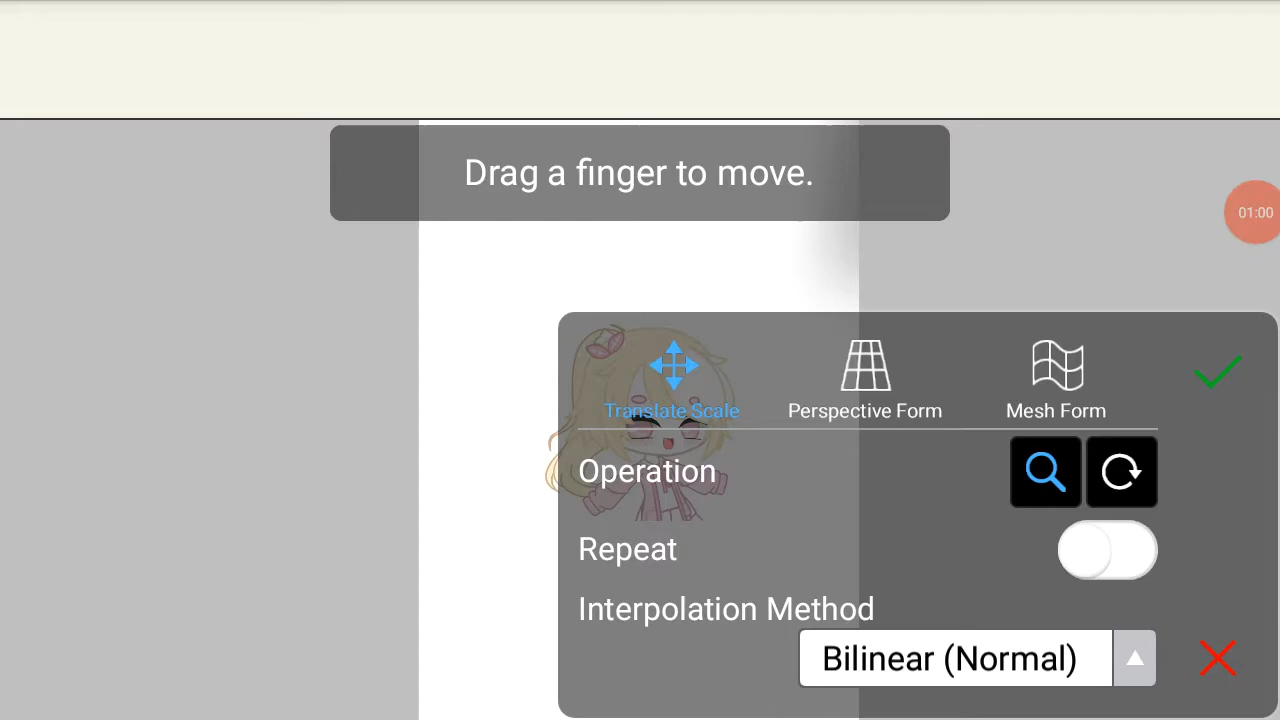 Drag a finger to move.
01:00
Translate Scale
Perspective Form
Mesh Form
Operation
Repeat
Interpolation Method
Bilinear (Normal)